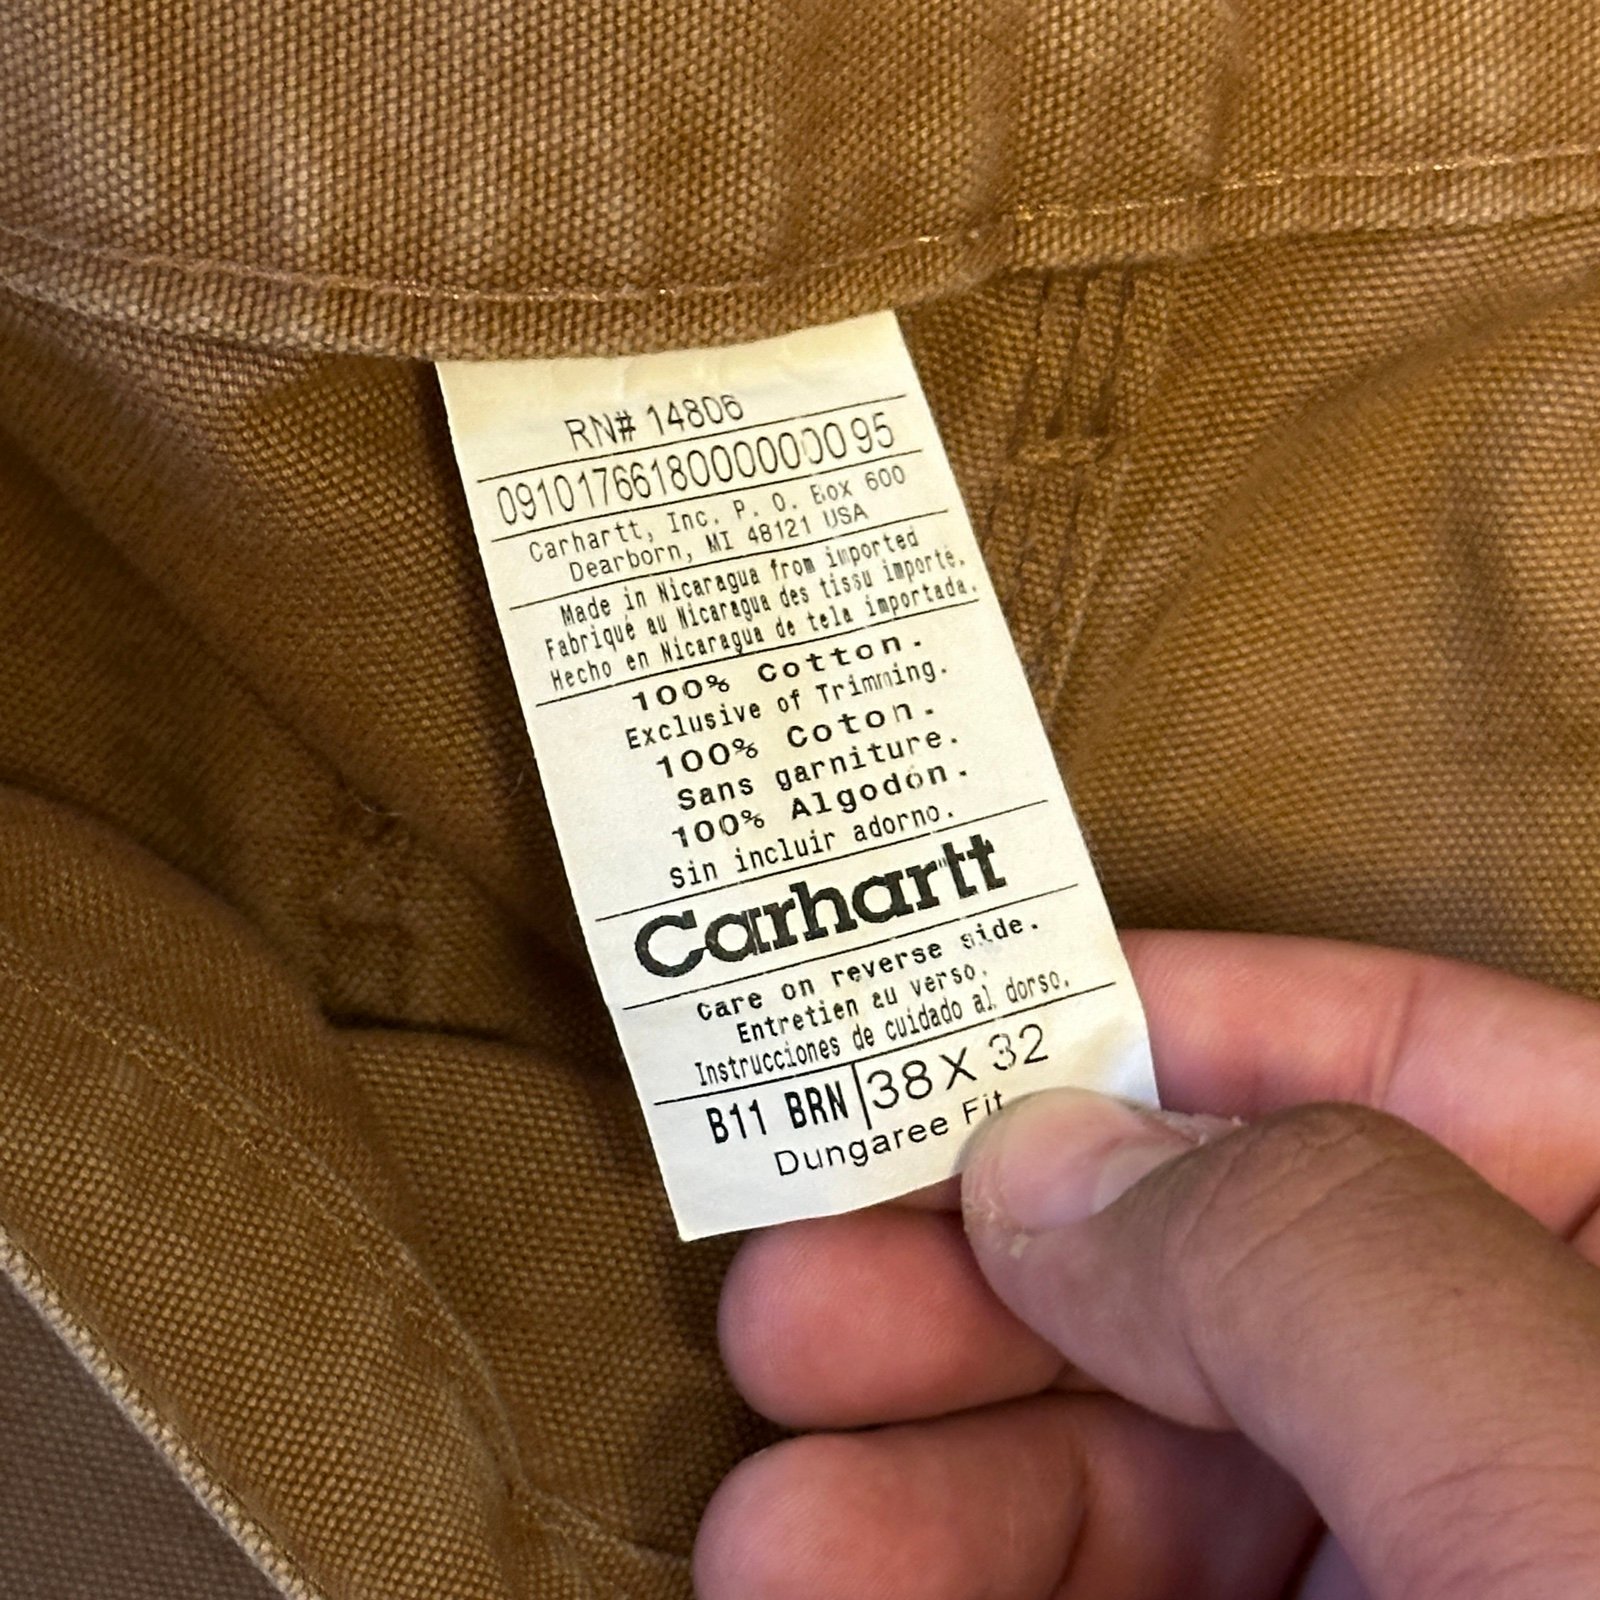 RN# 14806
09101766180000000095
Carhartt, Inc. P. O. Box 600
Dearborn, MI 48121 USA
Made in Nicaragua from imported
Fabriqué au Nicaragua des tissu importé.
Hecho en Nicaragua de tela importada.
100% Cotton.
Exclusive of Trimming.
100% Coton.
Sans garniture.
100% Algodón.
Sin incluir adorno.
Carhartt
Care on reverse side.
Entretien au verso.
Instrucciones de cuidado al dorso.
B11 BRN 38 X 32
Dungaree Fit